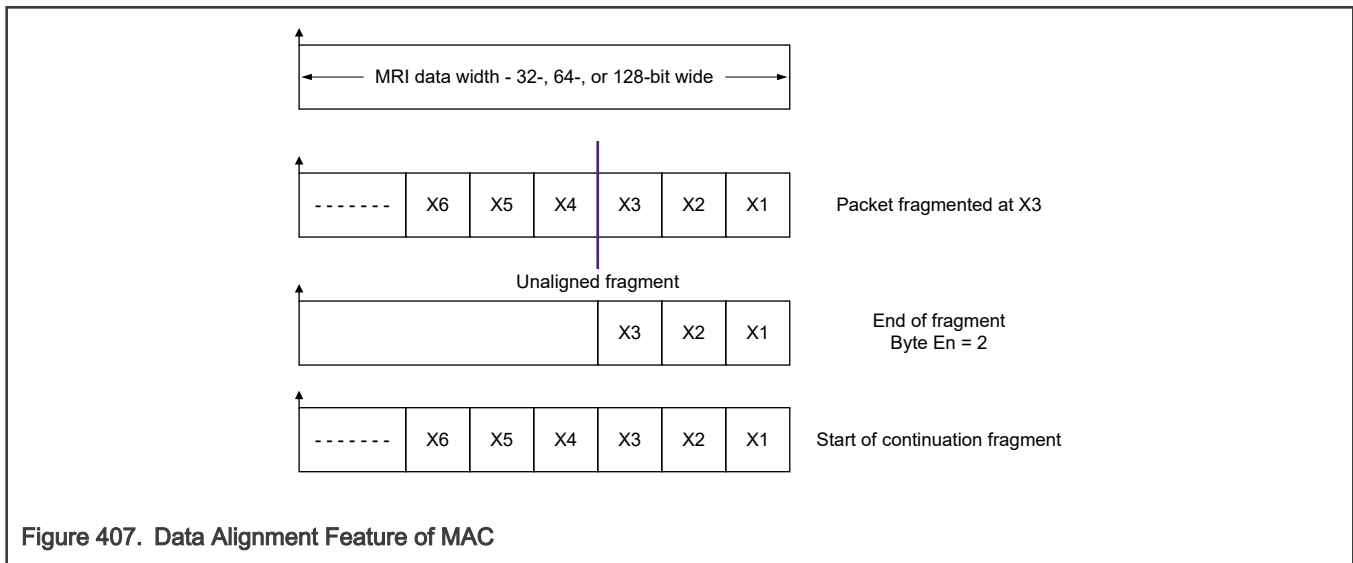 MRI data width - 32-, 64-, or 128-bit wide
- - - - - - - X6 X5 X4 X3 X2 X1 Packet fragmented at X3
Unaligned fragment
X3 X2 X1 End of fragment
Byte En = 2
- - - - - - - X6 X5 X4 X3 X2 X1 Start of continuation fragment
Figure 407. Data Alignment Feature of MAC